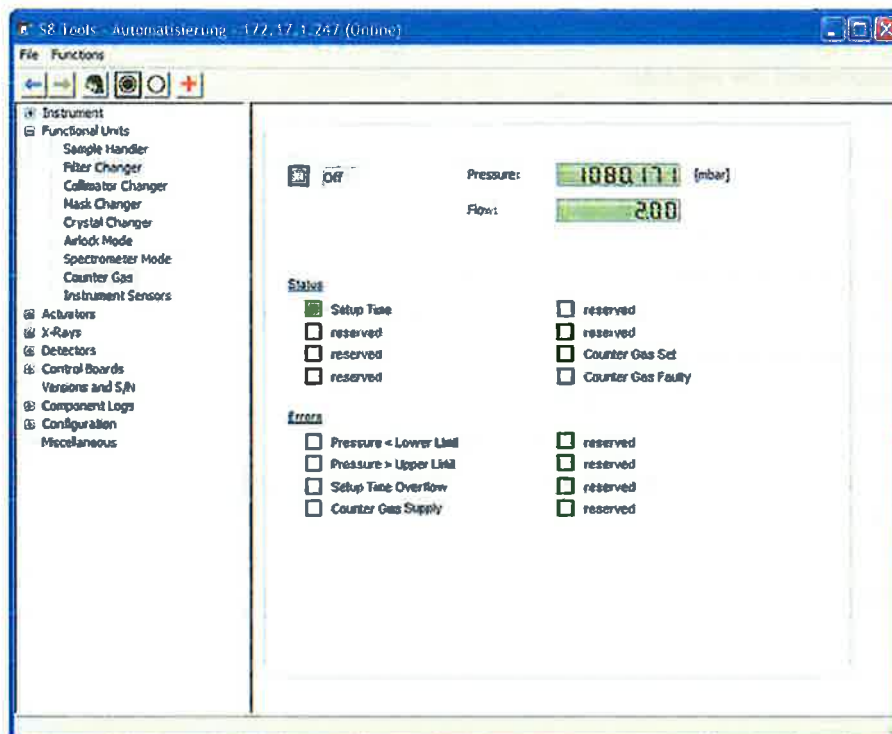 S8 Tools - Automatisierung - 172.17.1.247 (Online)
File Functions
Instrument
Functional Units
Sample Handler
Filter Changer
Collimator Changer
Mask Changer
Crystal Changer
Airlock Mode
Spectrometer Mode
Counter Gas
Instrument Sensors
Actuators
X-Rays
Detectors
Control Boards
Versions and S/N
Component Logs
Configuration
Miscellaneous
Off Pressure: 1080.171 [mbar]
Flow: 2.00
Status
Setup Time reserved
reserved reserved
reserved Counter Gas Set
reserved Counter Gas Faulty
Errors
Pressure < Lower Limit reserved
Pressure > Upper Limit reserved
Setup Time Overflow reserved
Counter Gas Supply reserved